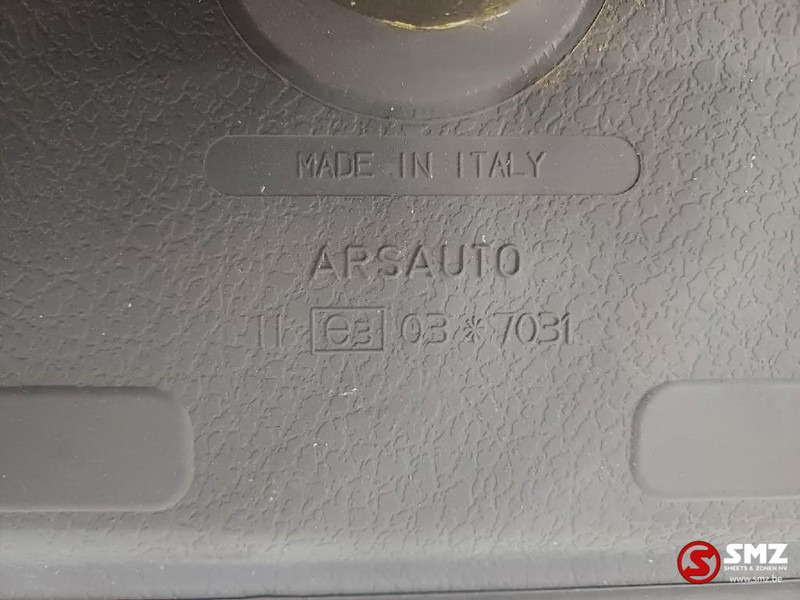 MADE IN ITALY
ARSAUTO
II e3 03*7031
SMZ
SHEETS & ZONEN NV
www.smz.be